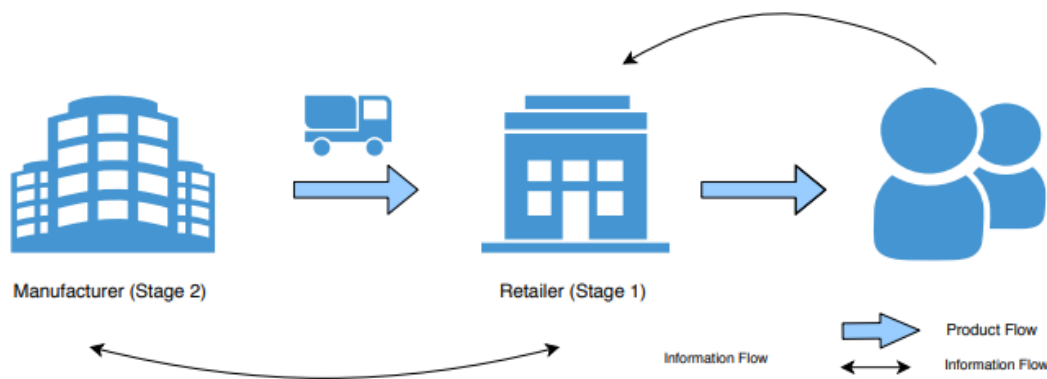 Manufacturer (Stage 2)
Retailer (Stage 1)
Product Flow
Information Flow
Information Flow